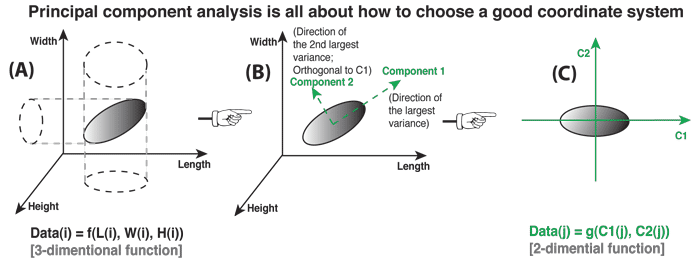 Principal component analysis is all about how to choose a good coordinate system
(A)
Width
Length
Height
Data(i) = f(L(i), W(i), H(i))
[3-dimentional function]
(B)
Width
(Direction of
the 2nd largest
variance;
Orthogonal to C1)
Component 2
Component 1
(Direction of
the largest
variance)
Length
Height
(C)
C2
C1
Data(j) = g(C1(j), C2(j))
[2-dimential function]